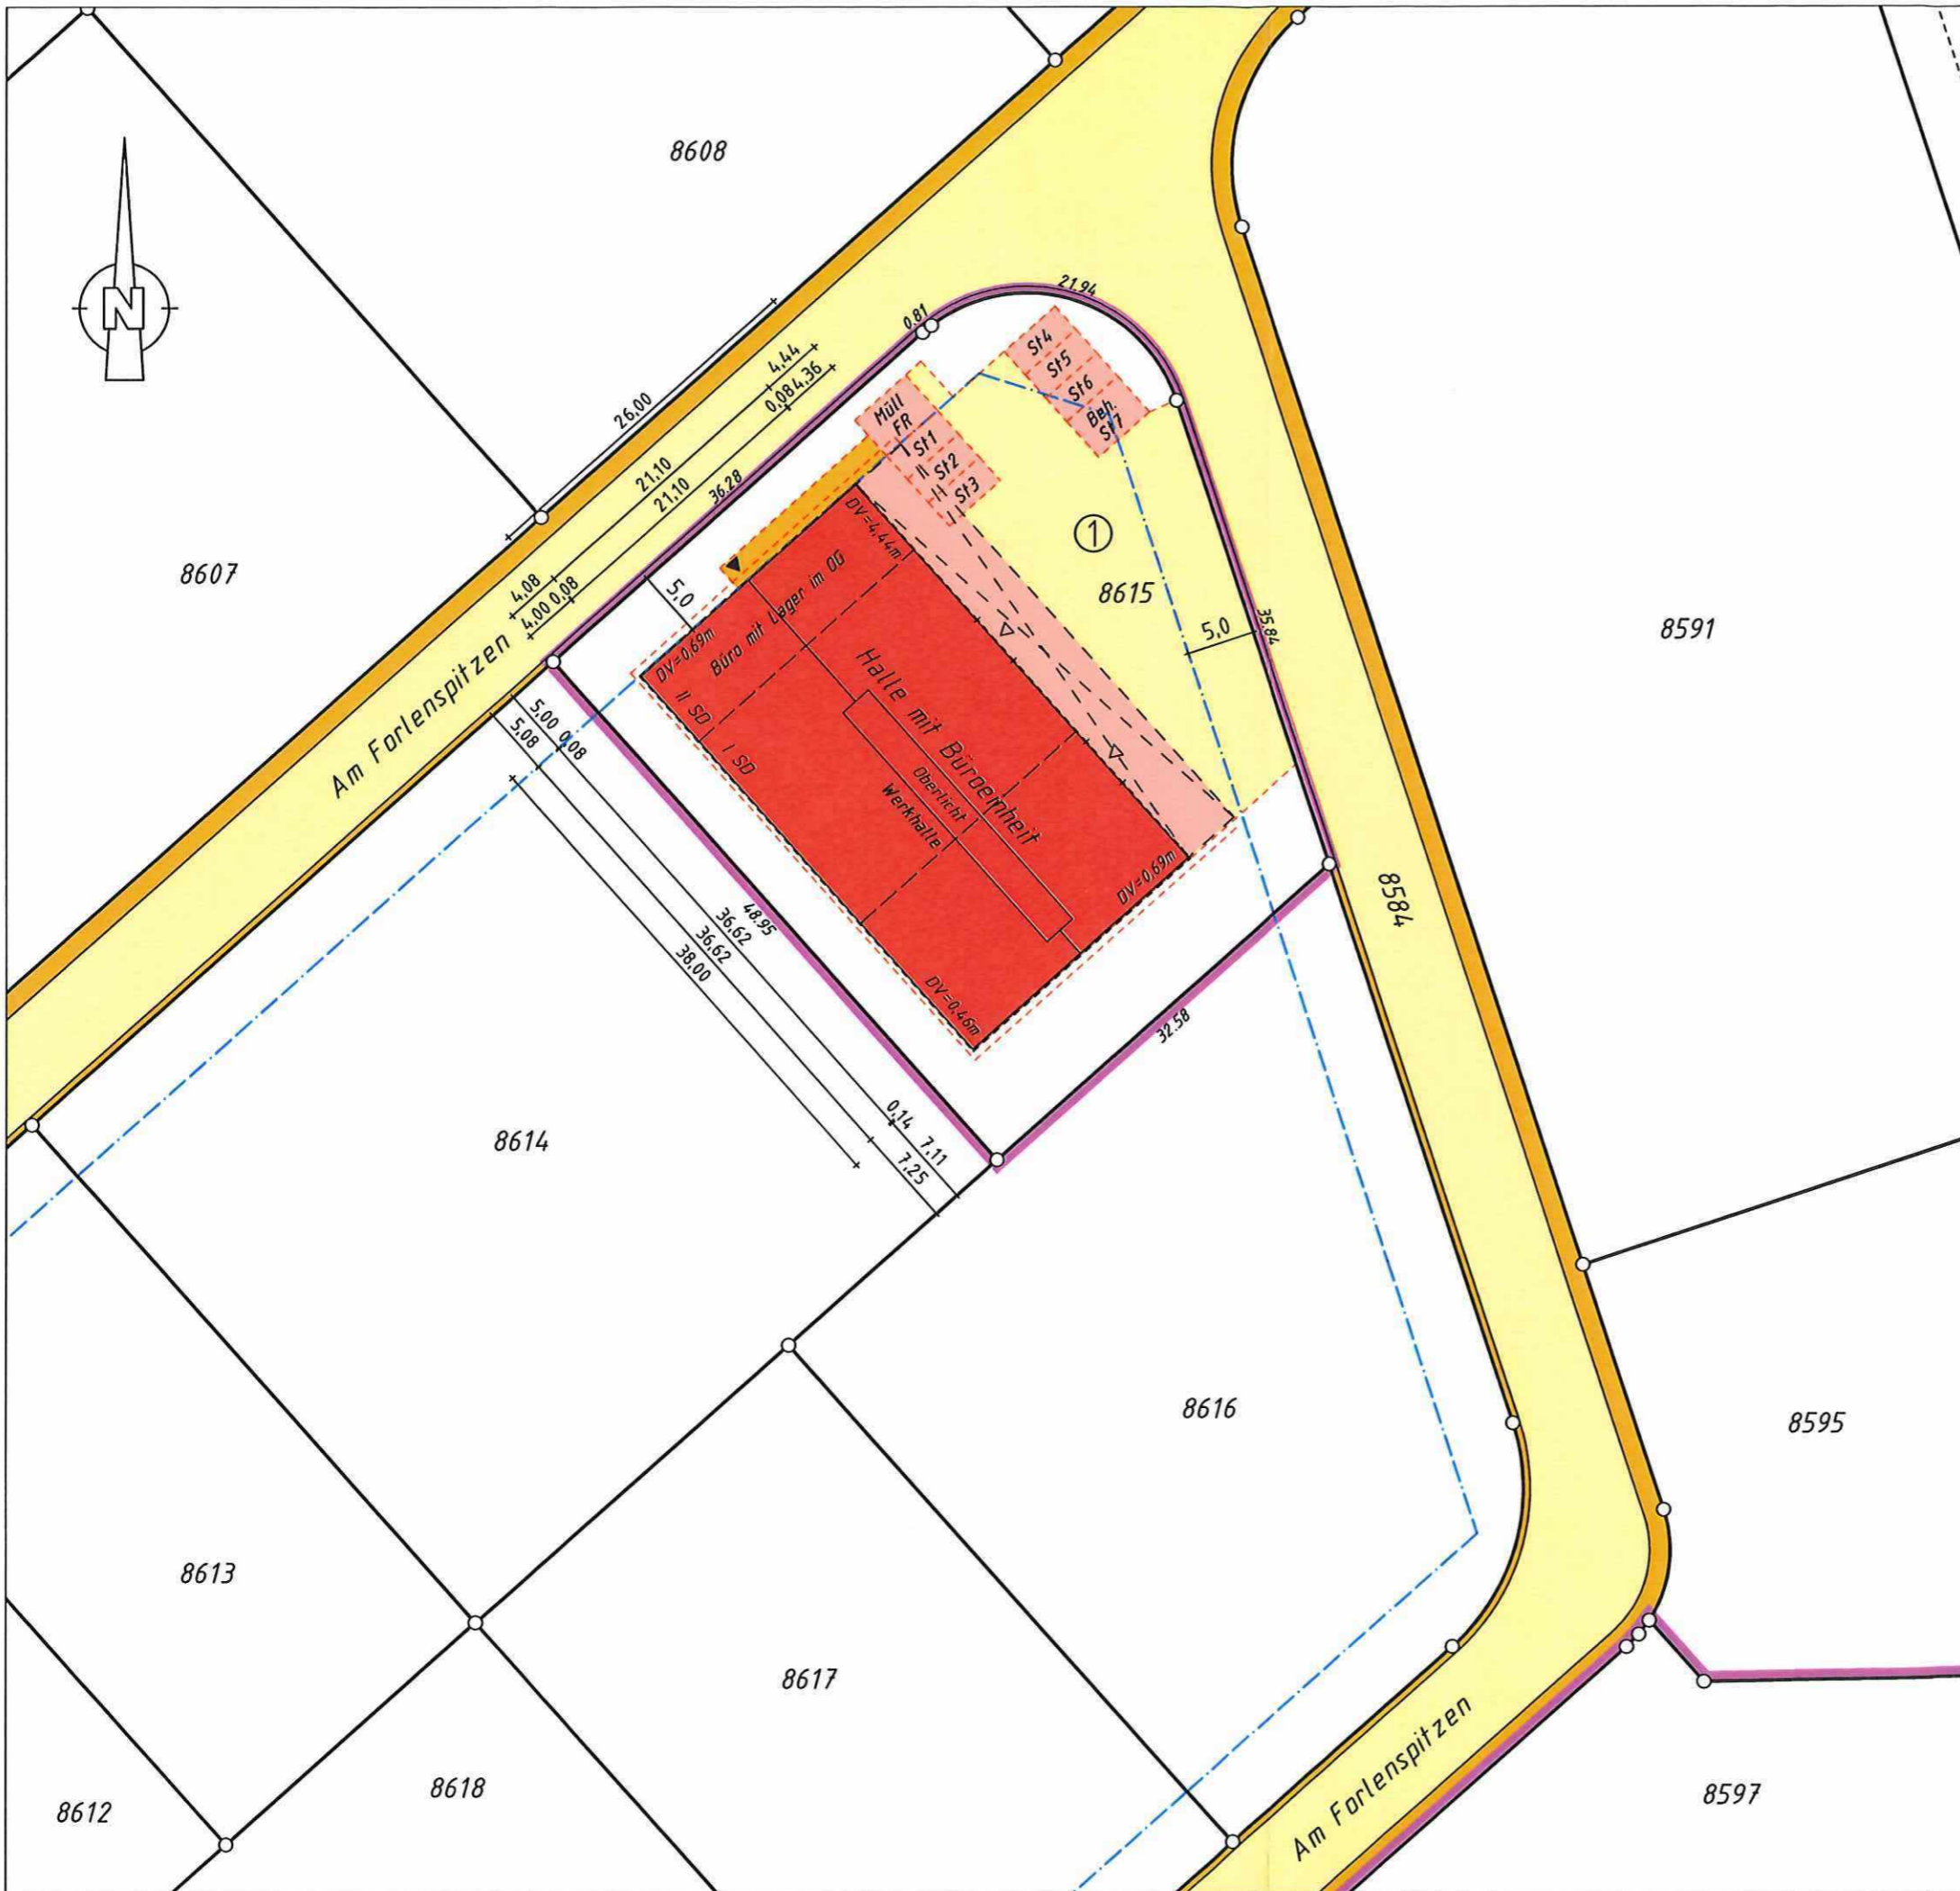 8608
N
21.94
0.81
St4
St5
St6
Beh.
St7
4,44
0,08
4,36
26,00
Müll
FR
St1
St2
St3
21,10
21,10
36.28
DV=4,44m
1
8607
8615
8591
4,08
4,00
0,08
5,0
5,0
35.84
Büro mit Lager im OG
DV=0,69m
II SD
I SD
Halle mit Büroeinheit
Oberlicht
Werkhalle
Am Forlenspitzen
5,00
0,08
5,08
DV=0,69m
8584
48.95
36,62
36,62
38,00
DV=0,46m
32.58
0,14
7,11
7,25
8614
8616
8595
8613
8617
Am Forlenspitzen
8618
8612
8597